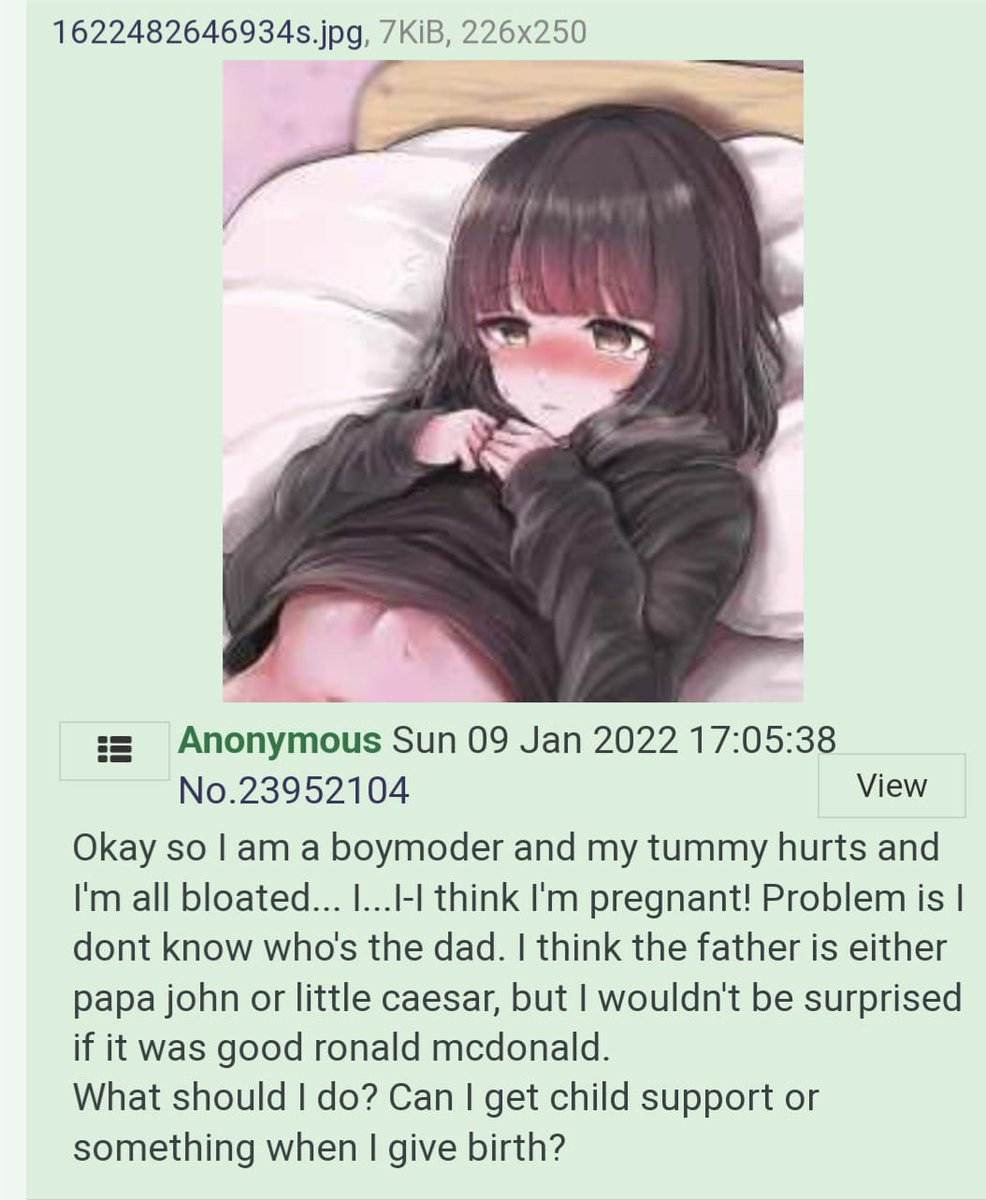 1622482646934s.jpg, 7KiB, 226x250
Anonymous Sun 09 Jan 2022 17:05:38
No.23952104
View
Okay so I am a boymoder and my tummy hurts and
I'm all bloated... I...I-I think I'm pregnant! Problem is I
dont know who's the dad. I think the father is either
papa john or little caesar, but I wouldn't be surprised
if it was good ronald mcdonald.
What should I do? Can I get child support or
something when I give birth?